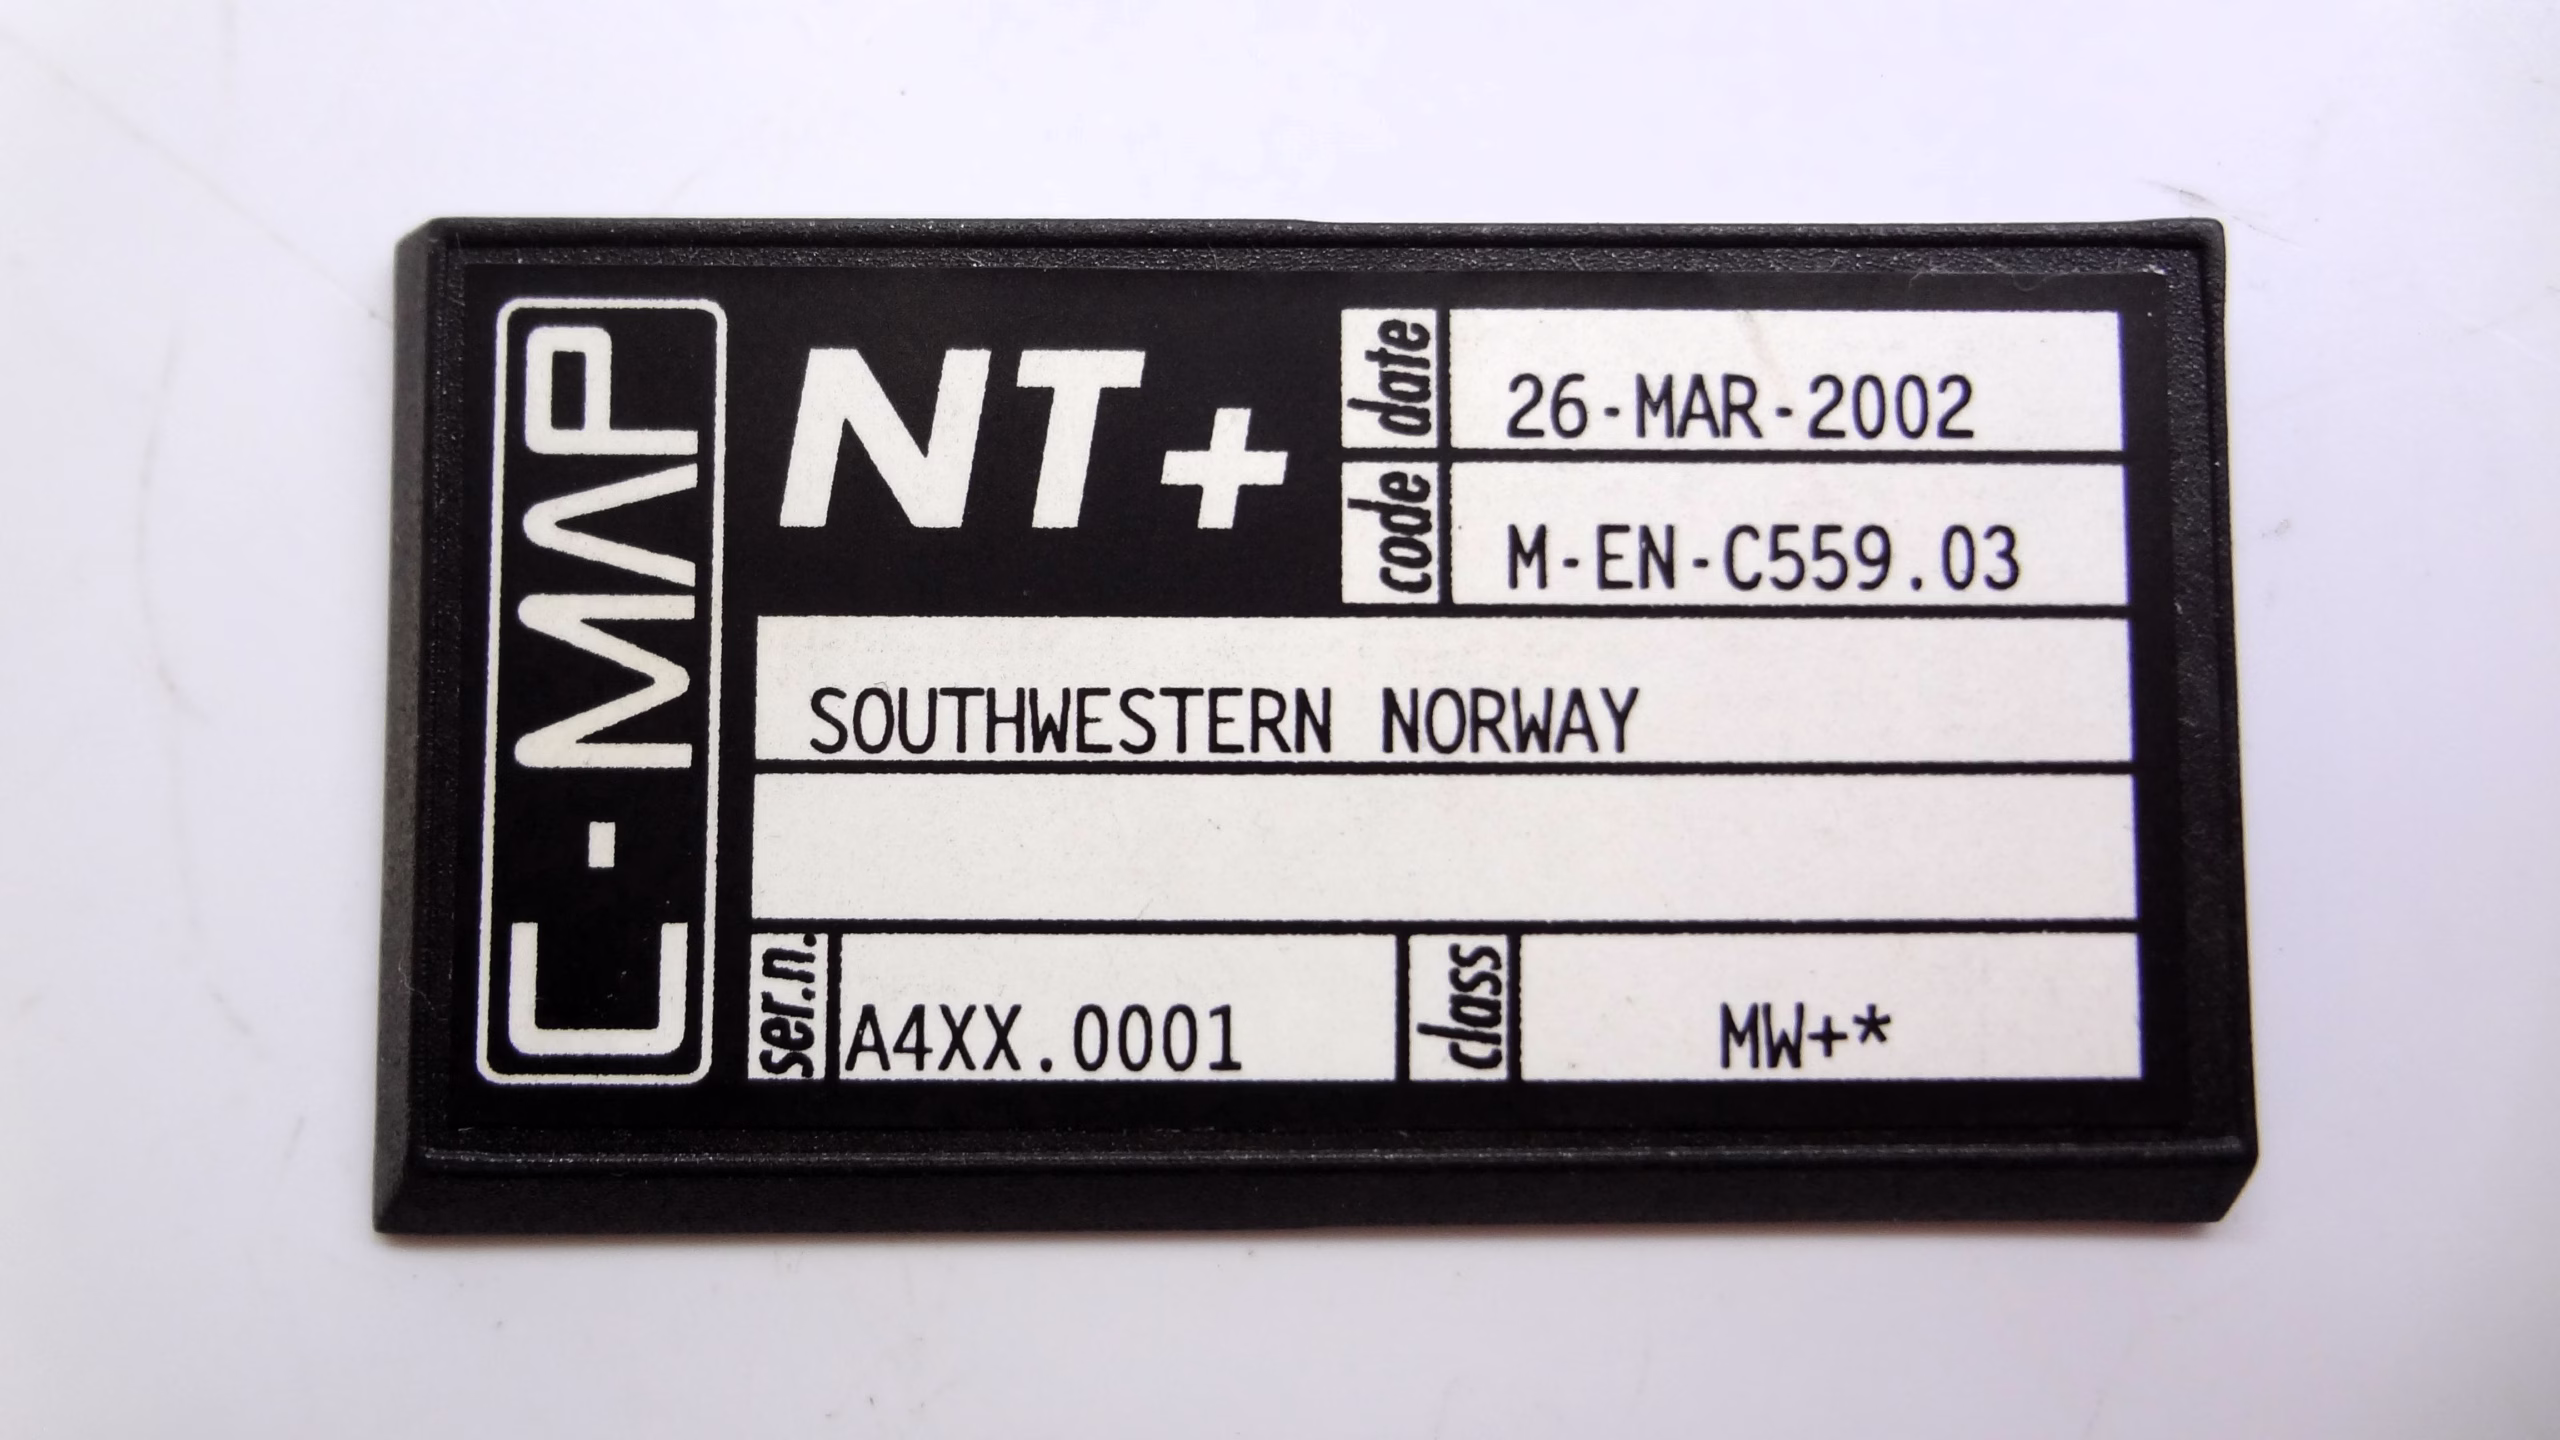 C-MAP
NT+
date 26-MAR-2002
code M-EN-C559.03
SOUTHWESTERN NORWAY
ser.n. A4XX.0001 class MW+*